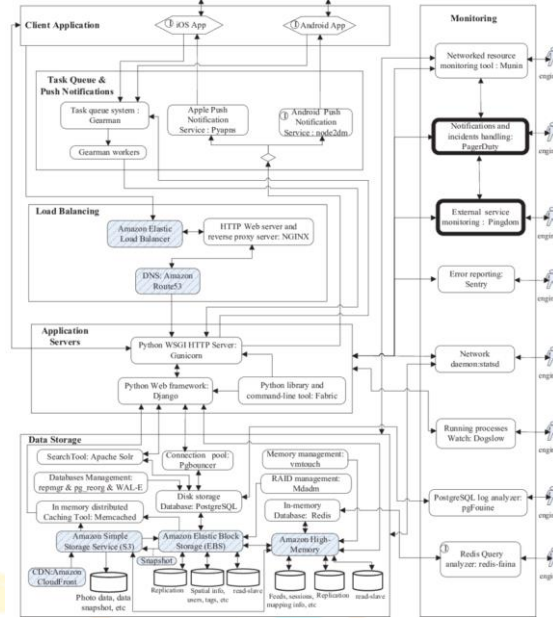 Client Application
iOS App
Android App
Monitoring
Networked resource
monitoring tool : Munin
Task Queue &
Push Notifications
Task queue system :
Gearman
Gearman workers
Apple Push
Notification
Service : Pyapns
Android Push
Notification
Service : node2dm
Notifications and
incidents handling:
PagerDuty
External service
monitoring : Pingdom
Error reporting:
Sentry
Network
daemon:statsd
Running processes
Watch: Dogslow
PostgreSQL log analyzer:
pgFouine
Redis Query
analyzer: redis-faina
engin
engin
engin
engin
engin
engin
engin
engin
Load Balancing
Amazon Elastic
Load Balancer
HTTP Web server and
reverse proxy server: NGINX
DNS: Amazon
Route53
Application
Servers
Python WSGI HTTP Server:
Gunicorn
Python Web framework:
Django
Python library and
command-line tool: Fabric
Data Storage
SearchTool: Apache Solr
Connection pool:
Pgbouncer
Memory management:
vmtouch
Databases Management:
repmgr & pg_reorg & WAL-E
Disk storage
Database: PostgreSQL
RAID management:
Mdadm
In memory distributed
Caching Tool: Memcached
In-memory
Database: Redis
Amazon Simple
Storage Service (S3)
Amazon Elastic Block
Storage (EBS)
Amazon High-
Memory
Snapshot
CDN:Amazon
CloudFront
Photo data, data
snapshot, etc
Replication
Spatial info,
users, tags, etc
read-slave
Feeds, sessions,
mapping info, etc
Replication
read-slave